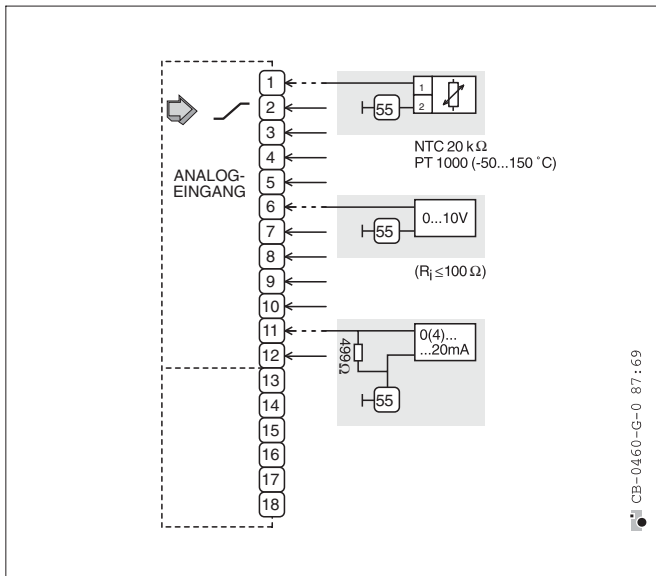 1
2
3
4
5
6
7
8
9
10
11
12
13
14
15
16
17
18
ANALOG-
EINGANG
1
2
55
NTC 20 kΩ
PT 1000 (-50...150 °C)
0...10V
55
(Ri≤100 Ω)
0(4)...
...20mA
499Ω
55
CB-0460-G-0 87:69